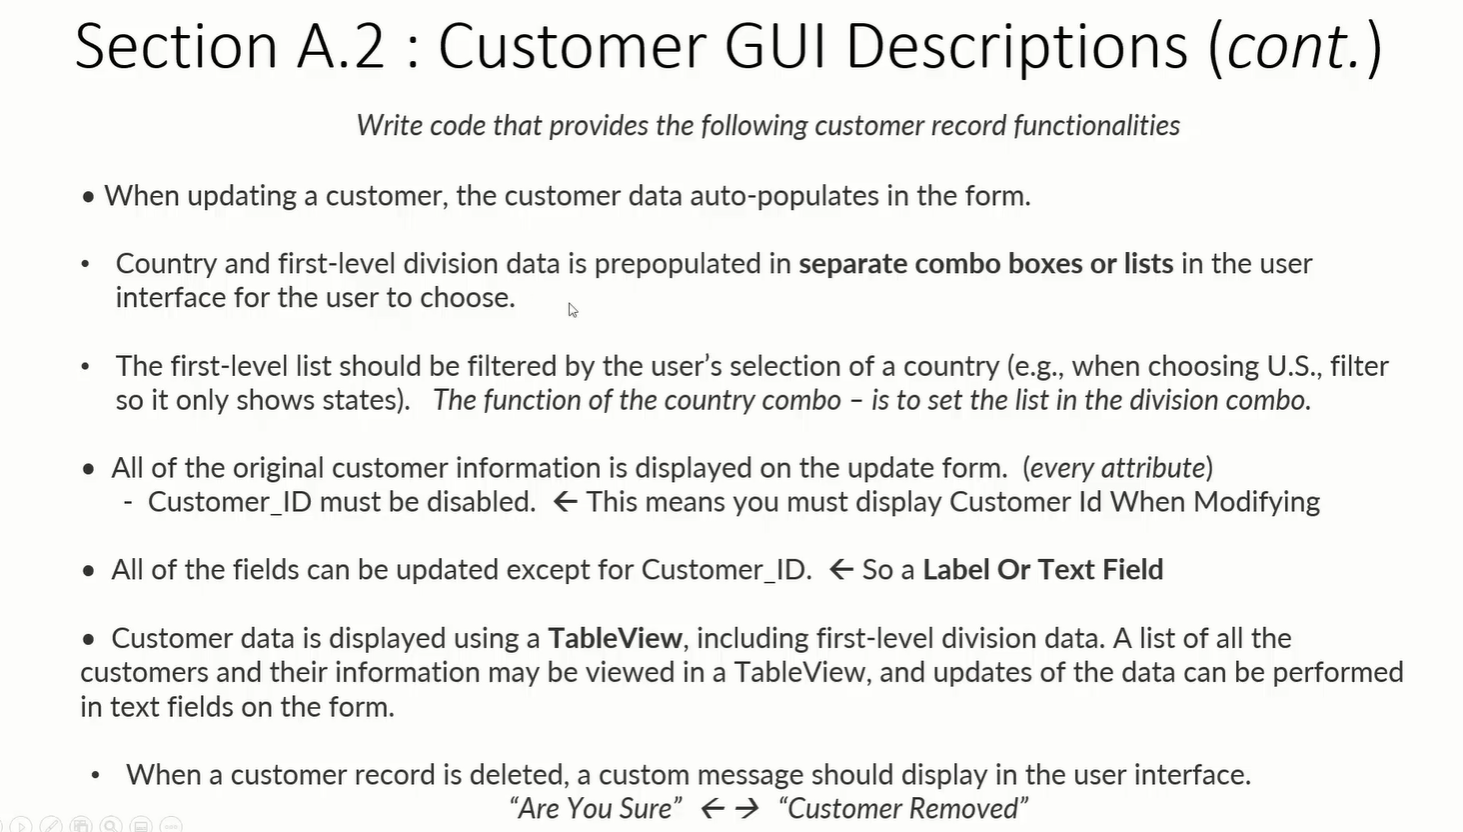 Section A.2 : Customer GUI Descriptions (cont.)
Write code that provides the following customer record functionalities
• When updating a customer, the customer data auto-populates in the form.
• Country and first-level division data is prepopulated in separate combo boxes or lists in the user
interface for the user to choose.
• The first-level list should be filtered by the user’s selection of a country (e.g., when choosing U.S., filter
so it only shows states). The function of the country combo – is to set the list in the division combo.
• All of the original customer information is displayed on the update form. (every attribute)
- Customer_ID must be disabled. ← This means you must display Customer Id When Modifying
• All of the fields can be updated except for Customer_ID. ← So a Label Or Text Field
• Customer data is displayed using a TableView, including first-level division data. A list of all the
customers and their information may be viewed in a TableView, and updates of the data can be performed
in text fields on the form.
• When a customer record is deleted, a custom message should display in the user interface.
“Are You Sure” ← → “Customer Removed”